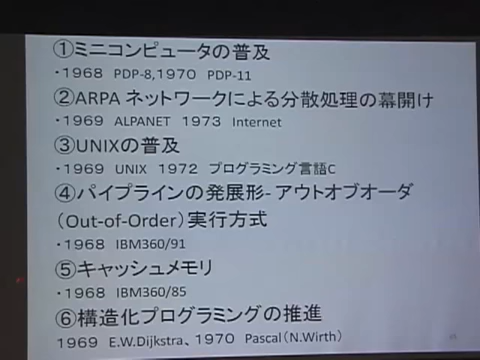 ①ミニコンピュータの普及
・1968 PDP-8,1970 PDP-11
②ARPAネットワークによる分散処理の幕開け
・1969 ALPANET 1973 Internet
③UNIXの普及
・1969 UNIX 1972 プログラミング言語C
④パイプラインの発展形-アウトオブオーダ
（Out-of-Order）実行方式
・1968 IBM360/91
⑤キャッシュメモリ
・1968 IBM360/85
⑥構造化プログラミングの推進
1969 E.W.Dijkstra、1970 Pascal（N.Wirth）